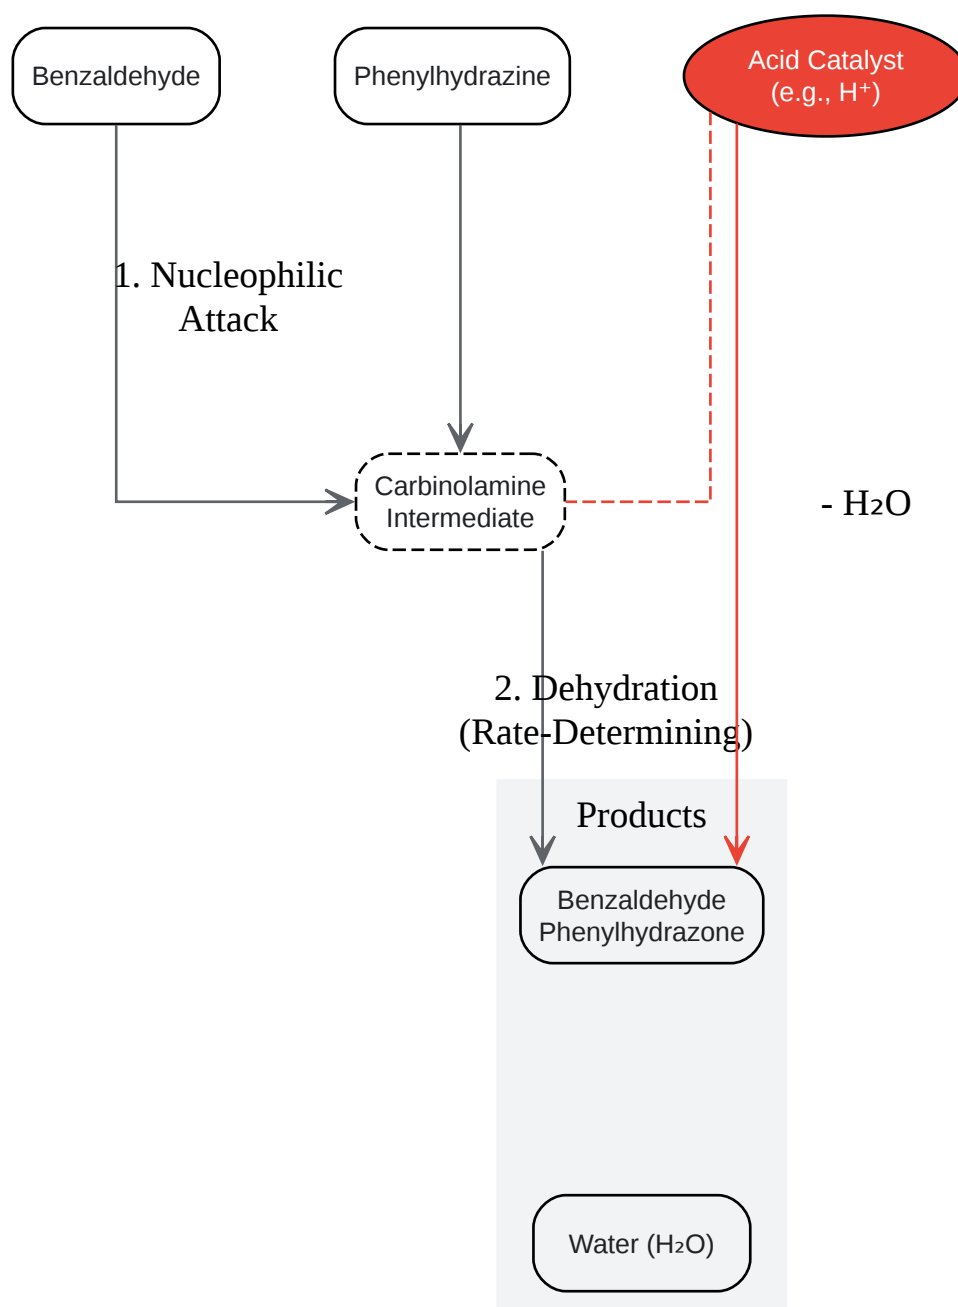 Benzaldehyde
Phenylhydrazine
Acid Catalyst
(e.g., H⁺)
1. Nucleophilic
Attack
Carbinolamine
Intermediate
- H₂O
2. Dehydration
(Rate-Determining)
Products
Benzaldehyde
Phenylhydrazone
Water (H₂O)